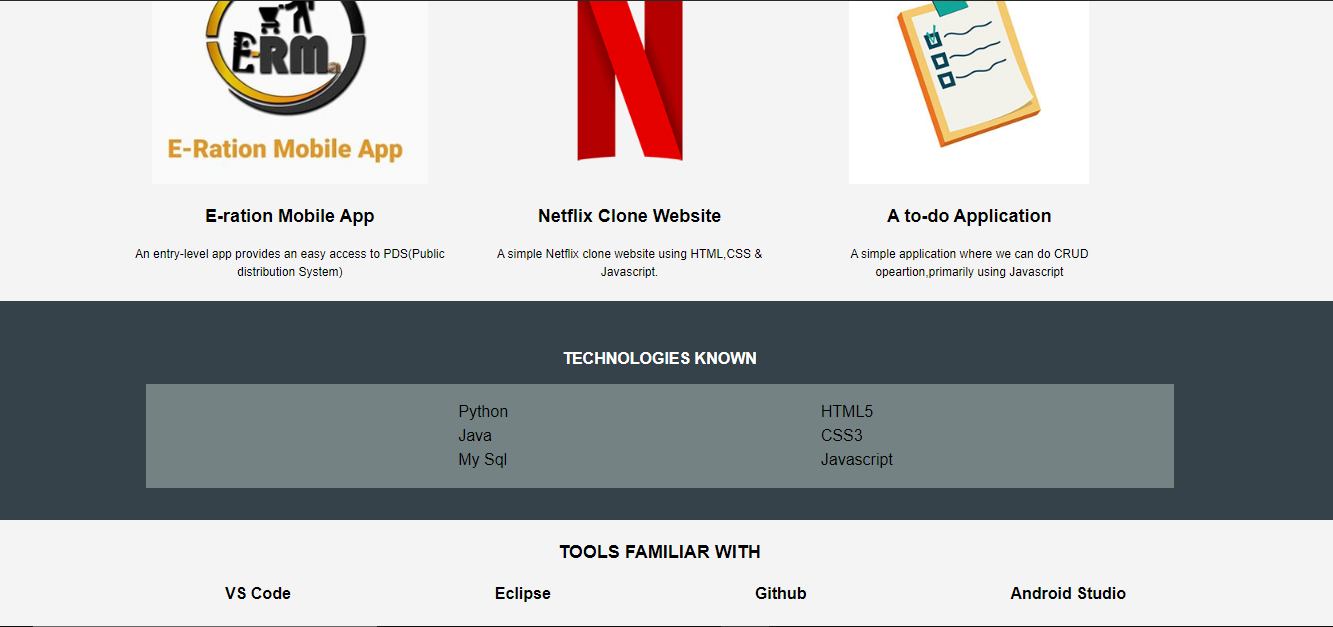 E-RMa
E-Ration Mobile App
E-ration Mobile App
Netflix Clone Website
A to-do Application
An entry-level app provides an easy access to PDS(Public
distribution System)
A simple Netflix clone website using HTML,CSS &
Javascript.
A simple application where we can do CRUD
opeartion,primarily using Javascript
TECHNOLOGIES KNOWN
Python
Java
My Sql
HTML5
CSS3
Javascript
TOOLS FAMILIAR WITH
VS Code
Eclipse
Github
Android Studio